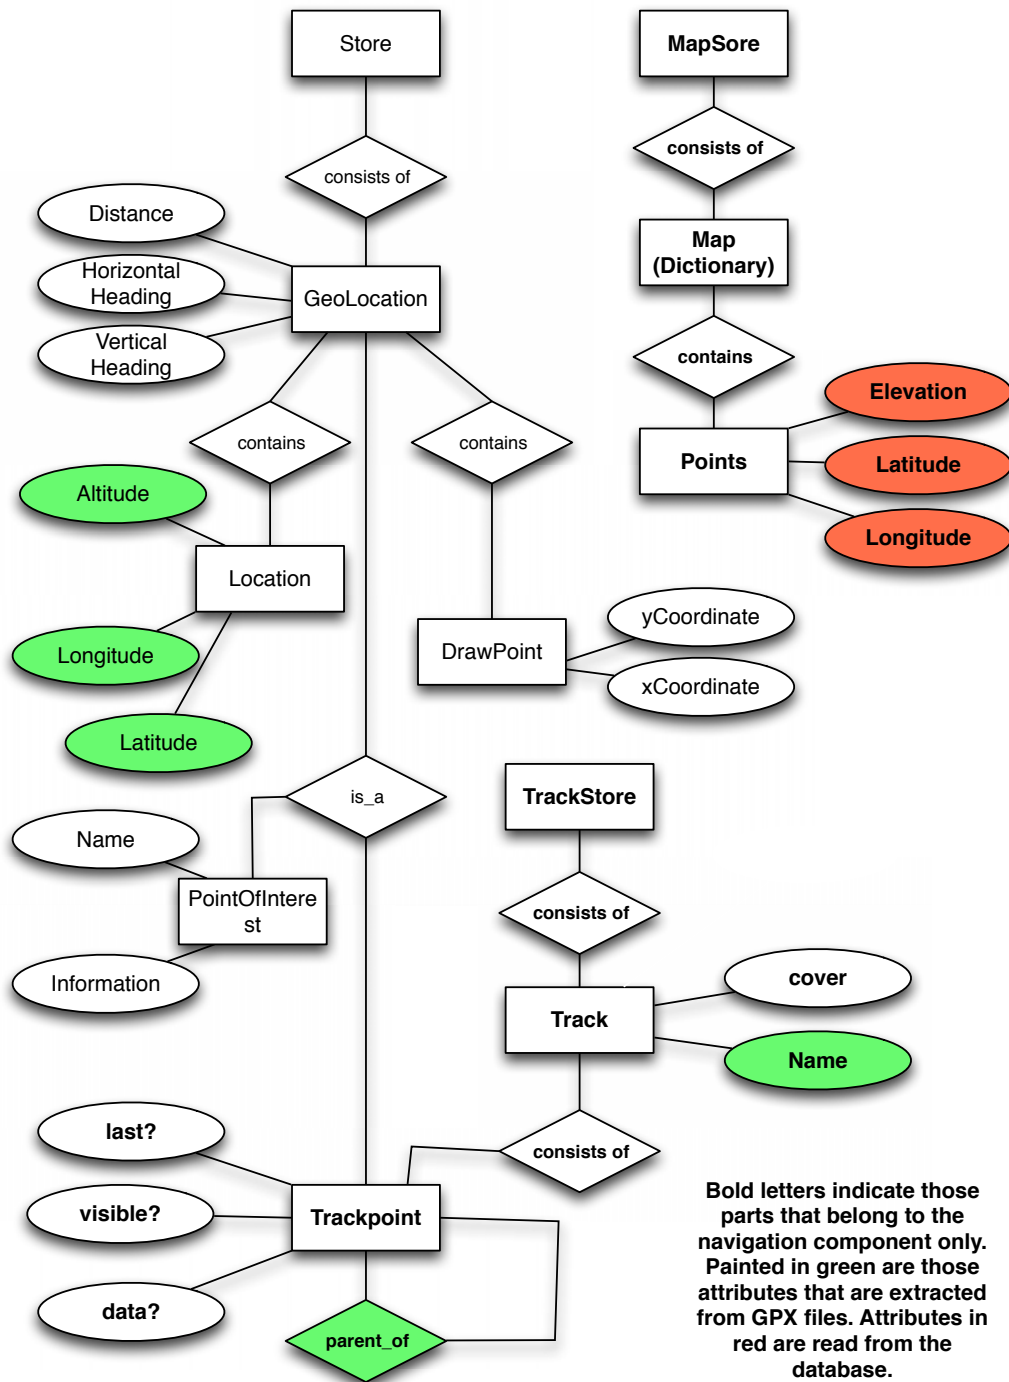 Store
MapSore
consists of
consists of
Distance
Horizontal
Heading
Vertical
Heading
GeoLocation
Map
(Dictionary)
contains
Elevation
Latitude
Longitude
Points
contains
contains
Altitude
Location
Longitude
Latitude
DrawPoint
yCoordinate
xCoordinate
is_a
Name
PointOfIntere
st
Information
TrackStore
consists of
Track
cover
Name
consists of
last?
visible?
data?
Trackpoint
parent_of
Bold letters indicate those
parts that belong to the
navigation component only.
Painted in green are those
attributes that are extracted
from GPX files. Attributes in
red are read from the
database.